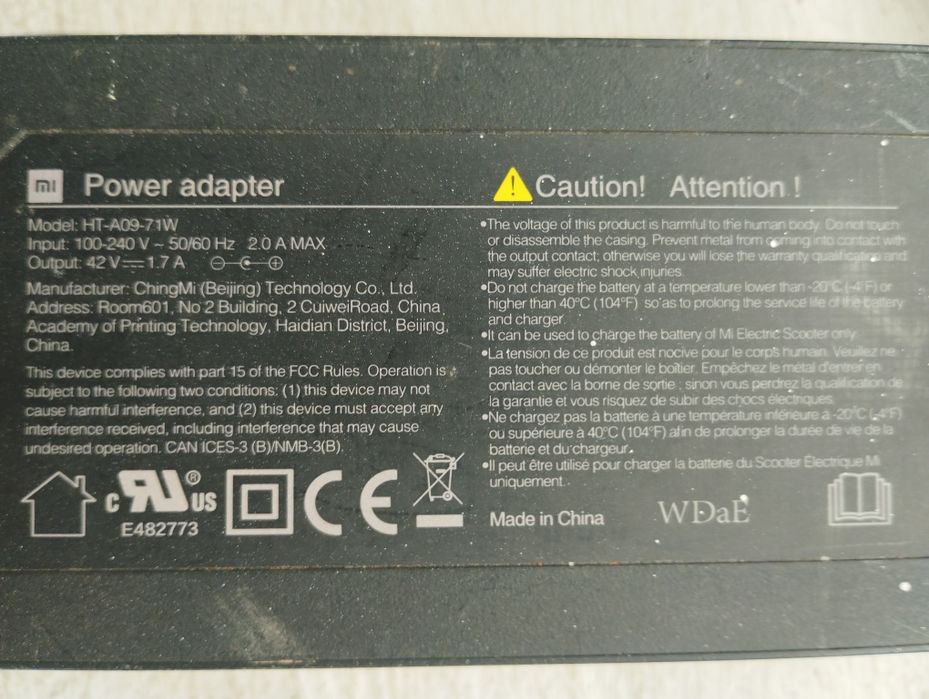 mi Power adapter
Model: HT-A09-71W
Input: 100-240 V ~ 50/60 Hz 2.0 A MAX
Output: 42 V⎓1.7 A
Manufacturer: ChingMi (Beijing) Technology Co., Ltd.
Address: Room601, No 2 Building, 2 CuiweiRoad, China
Academy of Printing Technology, Haidian District, Beijing,
China.
This device complies with part 15 of the FCC Rules. Operation is
subject to the following two conditions: (1) this device may not
cause harmful interference, and (2) this device must accept any
interference received, including interference that may cause
undesired operation. CAN ICES-3 (B)/NMB-3(B).
c RU® US
E482773
CE
⚠Caution! Attention !
•The voltage of this product is harmful to the human body. Do not touch
or disassemble the casing. Prevent metal from coming into contact with
the output contact; otherwise you will lose the warranty qualification and
may suffer electric shock injuries.
•Do not charge the battery at a temperature lower than -20°C (-4°F) or
higher than 40°C (104°F) so as to prolong the service life of the battery
and charger.
•It can be used to charge the battery of Mi Electric Scooter only.
•La tension de ce produit est nocive pour le corps humain. Veuillez ne
pas toucher ou démonter le boîtier. Empêchez le métal d'entrer en
contact avec la borne de sortie ; sinon vous perdrez la qualification de
la garantie et vous risquez de subir des chocs électriques.
•Ne chargez pas la batterie à une température inférieure à -20°C (-4°F)
ou supérieure à 40°C (104°F) afin de prolonger la durée de vie de la
batterie et du chargeur.
•Il peut être utilisé pour charger la batterie du Scooter Électrique Mi
uniquement.
Made in China WDaE